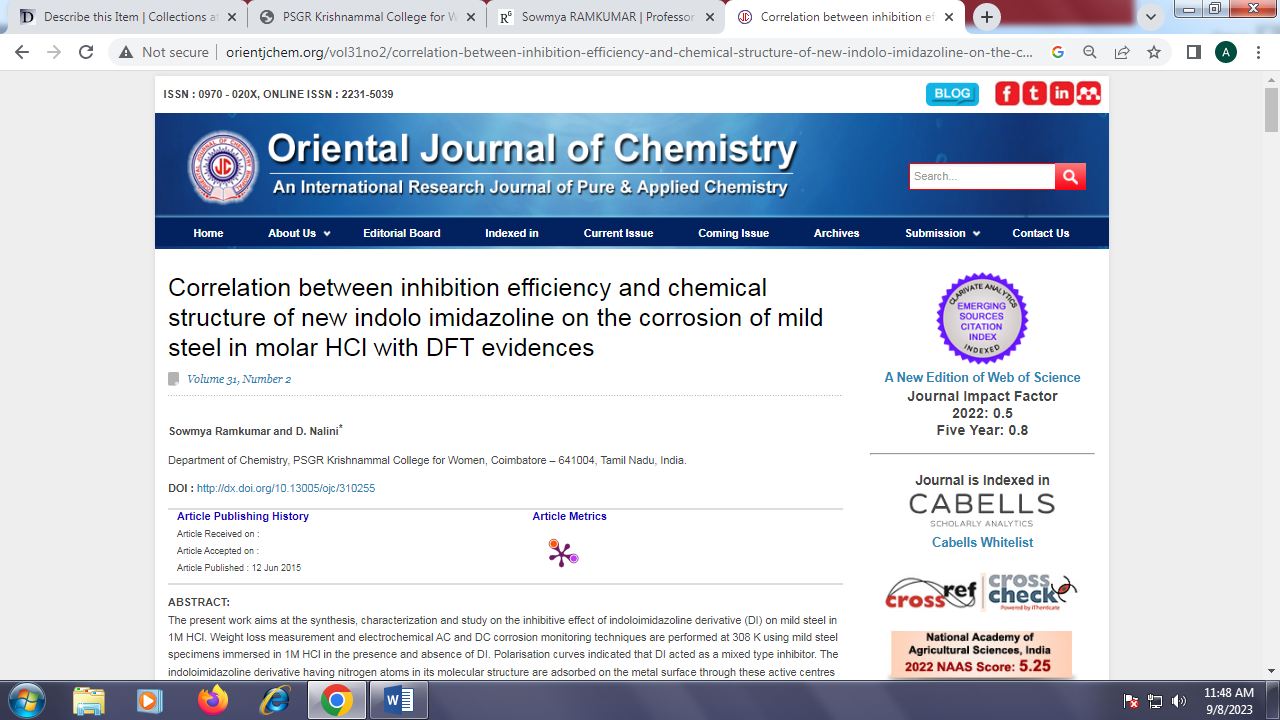 Describe this Item | Collections at
PSGR Krishnammal College for W
Sowmya RAMKUMAR | Professor
Correlation between inhibition ef
Not secure
orientjchem.org/vol31no2/correlation-between-inhibition-efficiency-and-chemical-structure-of-new-indolo-imidazoline-on-the-c...
A
ISSN : 0970 - 020X, ONLINE ISSN : 2231-5039
BLOG
Oriental Journal of Chemistry
An International Research Journal of Pure & Applied Chemistry
Search...
Home About Us Editorial Board Indexed in Current Issue Coming Issue Archives Submission Contact Us
Correlation between inhibition efficiency and chemical
structure of new indolo imidazoline on the corrosion of mild
steel in molar HCl with DFT evidences
Volume 31, Number 2
Sowmya Ramkumar and D. Nalini*
Department of Chemistry, PSGR Krishnammal College for Women, Coimbatore – 641004, Tamil Nadu, India.
DOI : http://dx.doi.org/10.13005/ojc/310255
Article Publishing History
Article Received on :
Article Accepted on :
Article Published : 12 Jun 2015
Article Metrics
ABSTRACT:
The present work aims at the synthesis, characterization and study on the inhibitive effect of indoloimidazoline derivative (DI) on mild steel in
1M HCl. Weight loss measurement and electrochemical AC and DC corrosion monitoring techniques are performed at 308 K using mild steel
specimens immersed in 1M HCl in the presence and absence of DI. Polarisation curves indicated that DI acted as a mixed type inhibitor. The
indoloimidazoline derivative having nitrogen atoms in its molecular structure are adsorbed on the metal surface through these active centres
CLARIVATE ANALYTICS
EMERGING
SOURCES
CITATION
INDEX
INDEXED
A New Edition of Web of Science
Journal Impact Factor
2022: 0.5
Five Year: 0.8
Journal is Indexed in
CABELLS
SCHOLARLY ANALYTICS
Cabells Whitelist
crossref
cross
check
Powered by iThenticate
National Academy of
Agricultural Sciences, India
2022 NAAS Score: 5.25
11:48 AM
9/8/2023